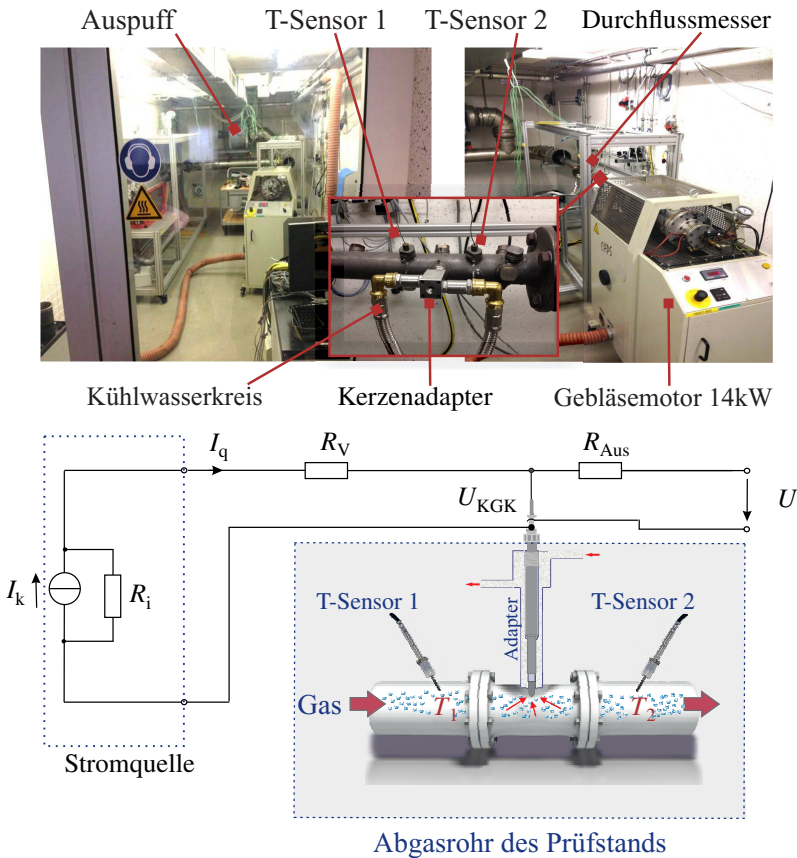 Auspuff
T-Sensor 1
T-Sensor 2
Durchflussmesser
CAPS
Kühlwasserkreis
Kerzenadapter
Gebläsemotor 14kW
I_q
R_V
R_Aus
U_KGK
U
I_k
R_i
T-Sensor 1
T-Sensor 2
Adapter
Gas
T_1
T_2
Stromquelle
Abgasrohr des Prüfstands